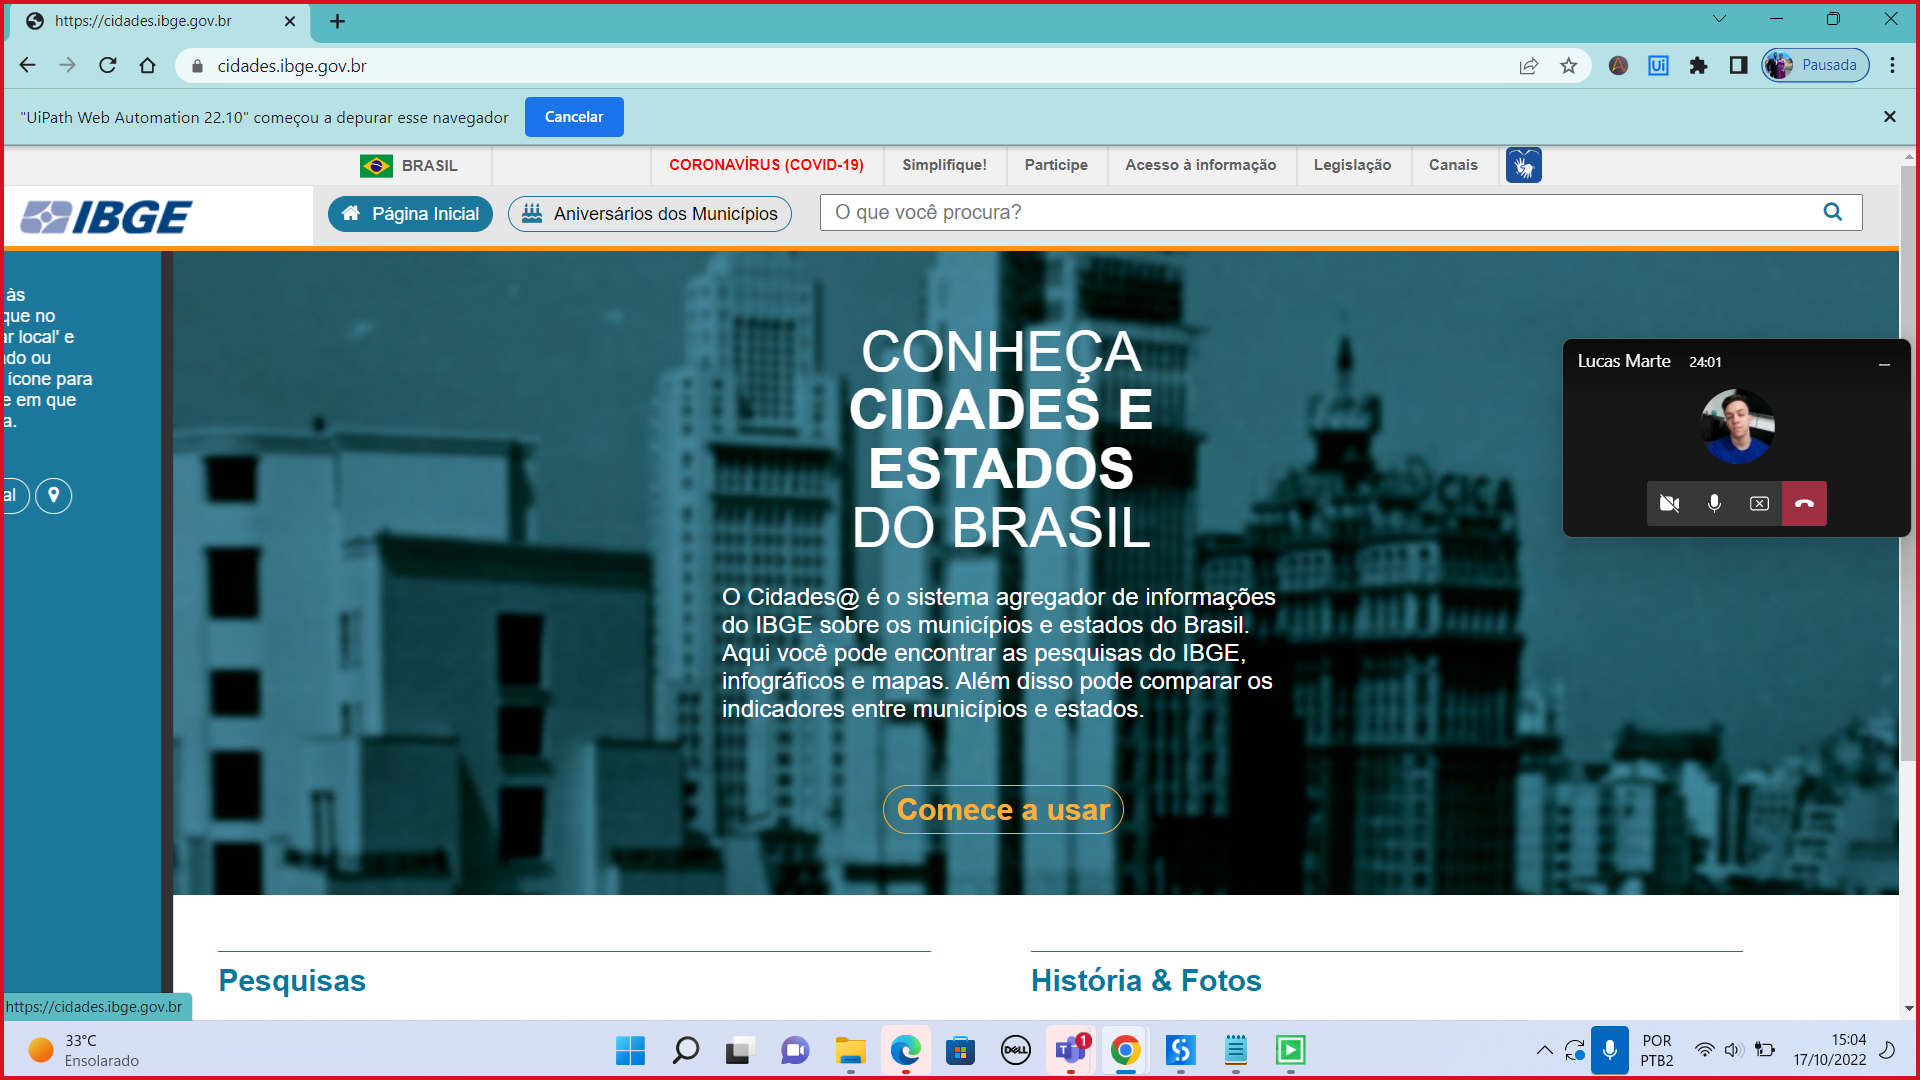 https://cidades.ibge.gov.br
cidades.ibge.gov.br
Pausada
"UiPath Web Automation 22.10" começou a depurar esse navegador
Cancelar
BRASIL
CORONAVÍRUS (COVID-19)
Simplifique!
Participe
Acesso à informação
Legislação
Canais
IBGE
Página Inicial
Aniversários dos Municípios
O que você procura?
às
que no
ar local' e
ndo ou
ícone para
e em que
a.
al
CONHEÇA
CIDADES E
ESTADOS
DO BRASIL
CICA
O Cidades@ é o sistema agregador de informações
do IBGE sobre os municípios e estados do Brasil.
Aqui você pode encontrar as pesquisas do IBGE,
infográficos e mapas. Além disso pode comparar os
indicadores entre municípios e estados.
Comece a usar
Lucas Marte 24:01
Pesquisas
História & Fotos
https://cidades.ibge.gov.br
33°C
Ensolarado
DELL
1
POR
PTB2
15:04
17/10/2022